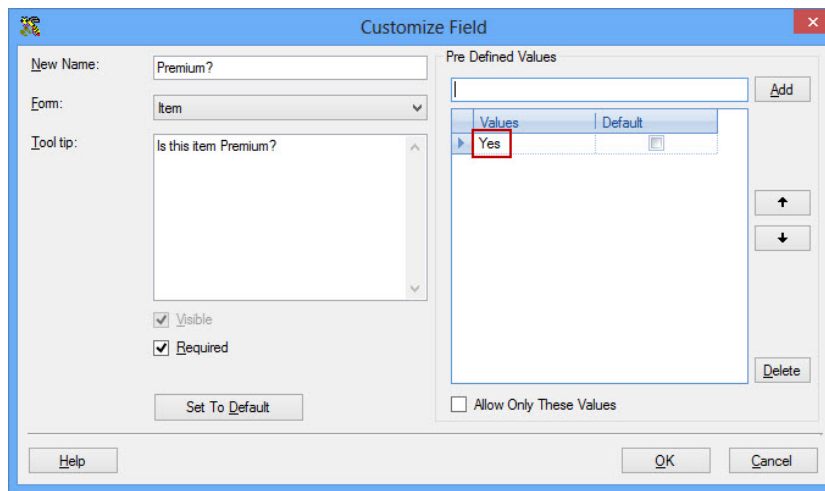 Customize Field
New Name:
Premium?
Form:
Item
Tool tip:
Is this item Premium?
Visible
Required
Set To Default
Pre Defined Values
Add
Values Default
Yes
Delete
Allow Only These Values
Help
OK
Cancel